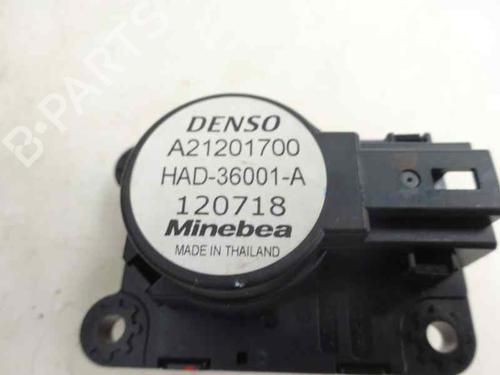 DENSO
A21201700
HAD-36001-A
120718
Minebea
MADE IN THAILAND
B-PARTS